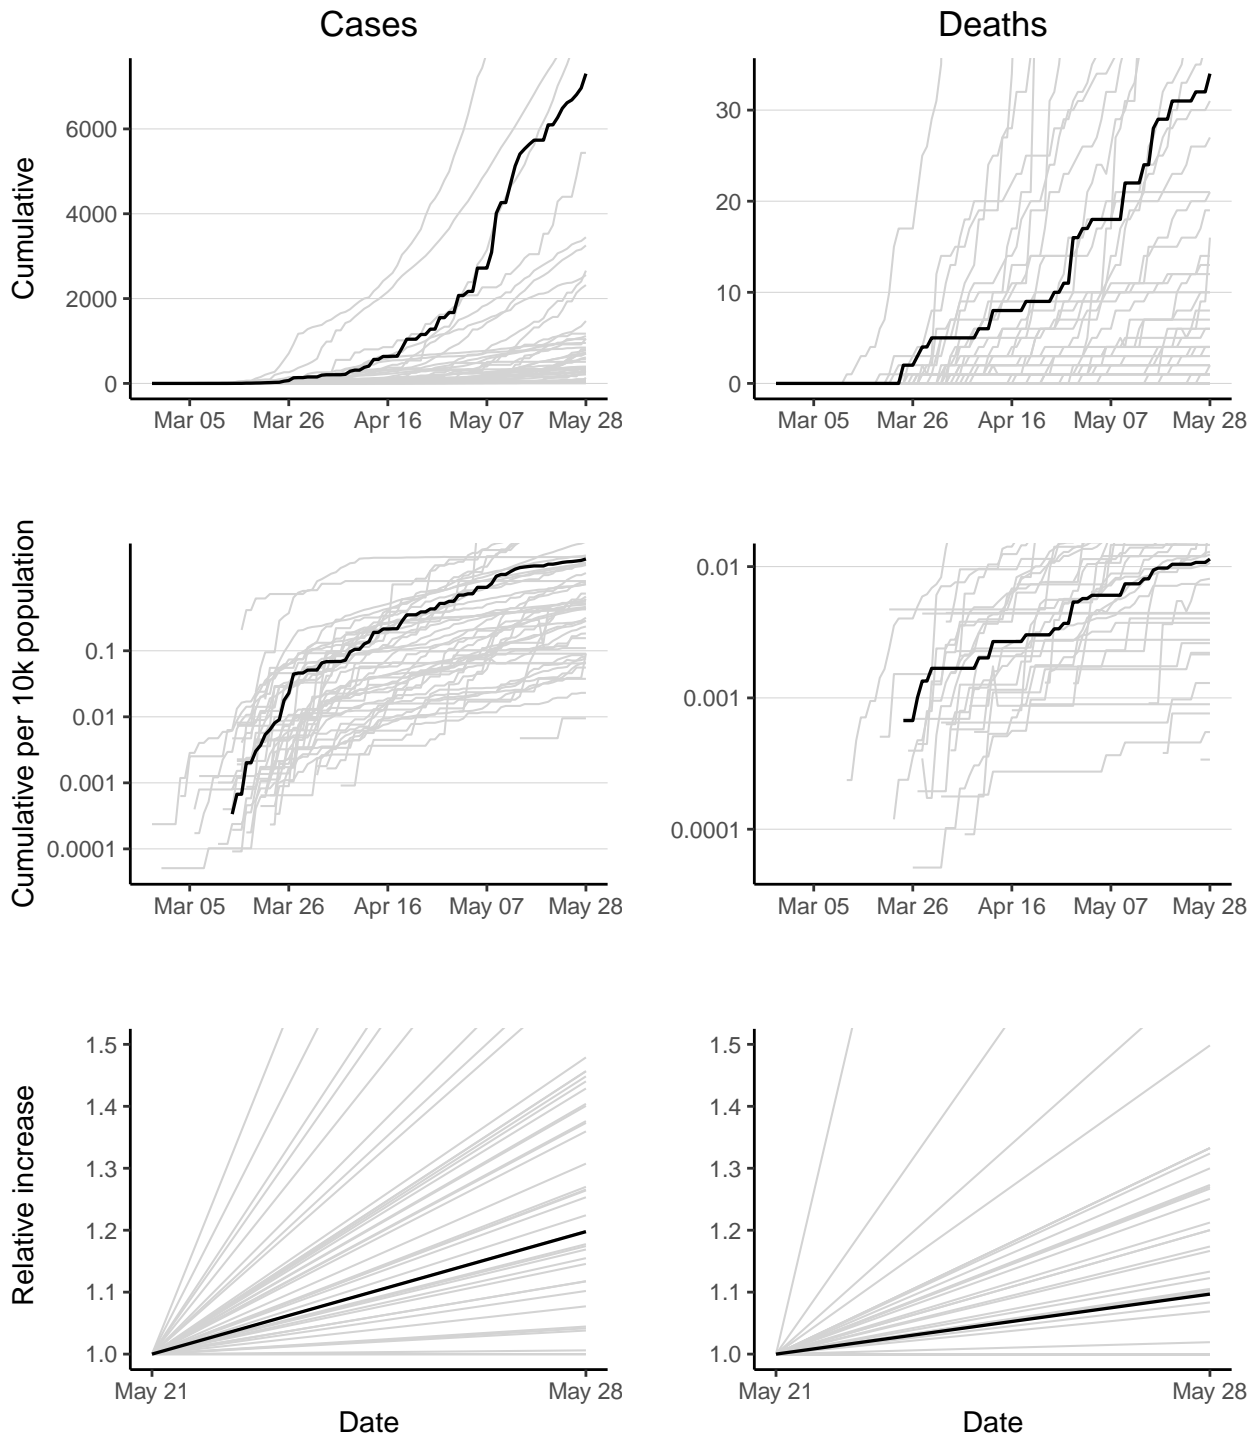 Cases
Deaths
Cumulative
6000
4000
2000
0
Mar 05 Mar 26 Apr 16 May 07 May 28
30
20
10
0
Mar 05 Mar 26 Apr 16 May 07 May 28
Cumulative per 10k population
0.1
0.01
0.001
0.0001
Mar 05 Mar 26 Apr 16 May 07 May 28
0.01
0.001
0.0001
Mar 05 Mar 26 Apr 16 May 07 May 28
Relative increase
1.5
1.4
1.3
1.2
1.1
1.0
May 21 May 28
Date
1.5
1.4
1.3
1.2
1.1
1.0
May 21 May 28
Date